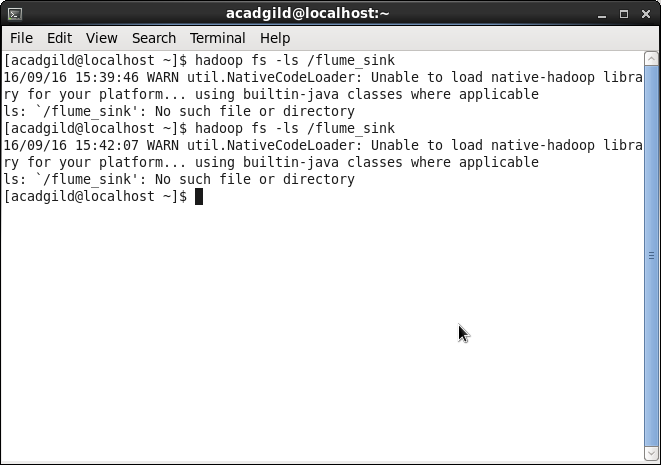 acadgild@localhost:~
File Edit View Search Terminal Help
[acadgild@localhost ~]$ hadoop fs -ls /flume_sink
16/09/16 15:39:46 WARN util.NativeCodeLoader: Unable to load native-hadoop libra
ry for your platform... using builtin-java classes where applicable
ls: `/flume_sink': No such file or directory
[acadgild@localhost ~]$ hadoop fs -ls /flume_sink
16/09/16 15:42:07 WARN util.NativeCodeLoader: Unable to load native-hadoop libra
ry for your platform... using builtin-java classes where applicable
ls: `/flume_sink': No such file or directory
[acadgild@localhost ~]$